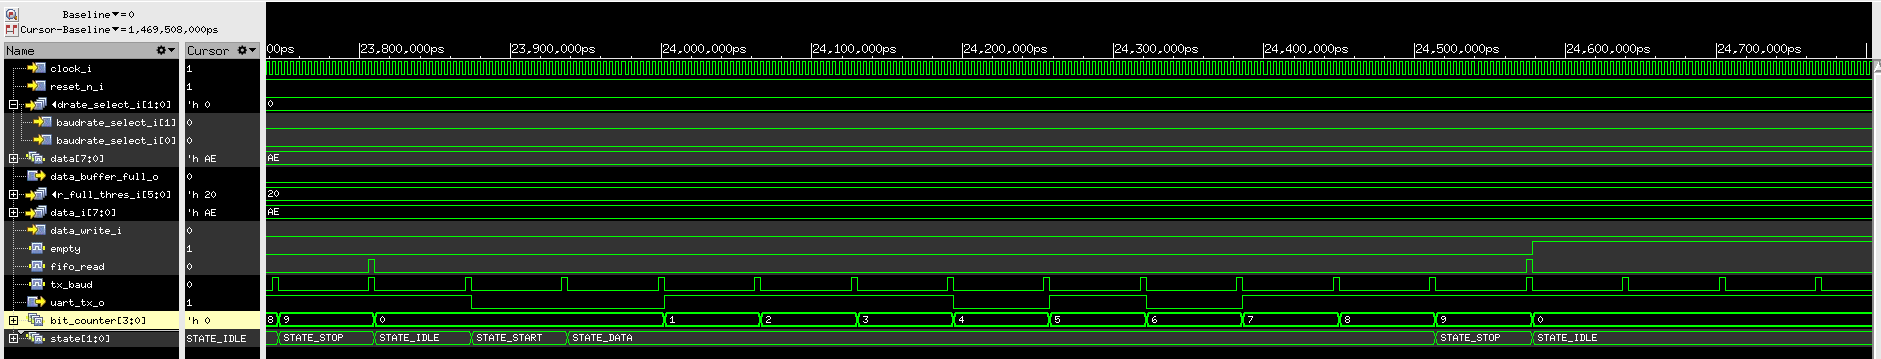 Baseline▼=0
Cursor-Baseline▼=1,469,508,000ps
Name Cursor 00ps 23,800,000ps 23,900,000ps 24,000,000ps 24,100,000ps 24,200,000ps 24,300,000ps 24,400,000ps 24,500,000ps 24,600,000ps 24,700,000ps
clock_i 1
reset_n_i 1
drate_select_i[1:0] 'h 0 0
baudrate_select_i[1] 0
baudrate_select_i[0] 0
data[7:0] 'h AE AE
data_buffer_full_o 0
r_full_thres_i[5:0] 'h 20 20
data_i[7:0] 'h AE AE
data_write_i 0
empty 1
fifo_read 0
tx_baud 0
uart_tx_o 1
bit_counter[3:0] 'h 0 8 9 0 1 2 3 4 5 6 7 8 9 0
state[1:0] STATE_IDLE STATE_STOP STATE_IDLE STATE_START STATE_DATA STATE_STOP STATE_IDLE